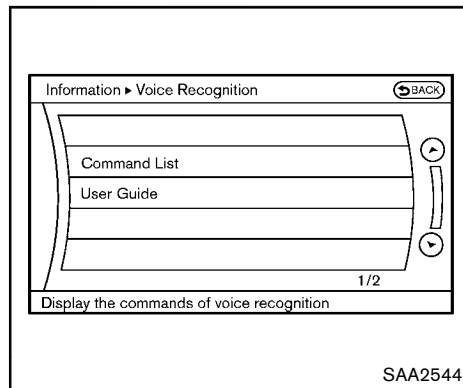 Information ▸ Voice Recognition BACK
Command List
User Guide
1/2
Display the commands of voice recognition
SAA2544